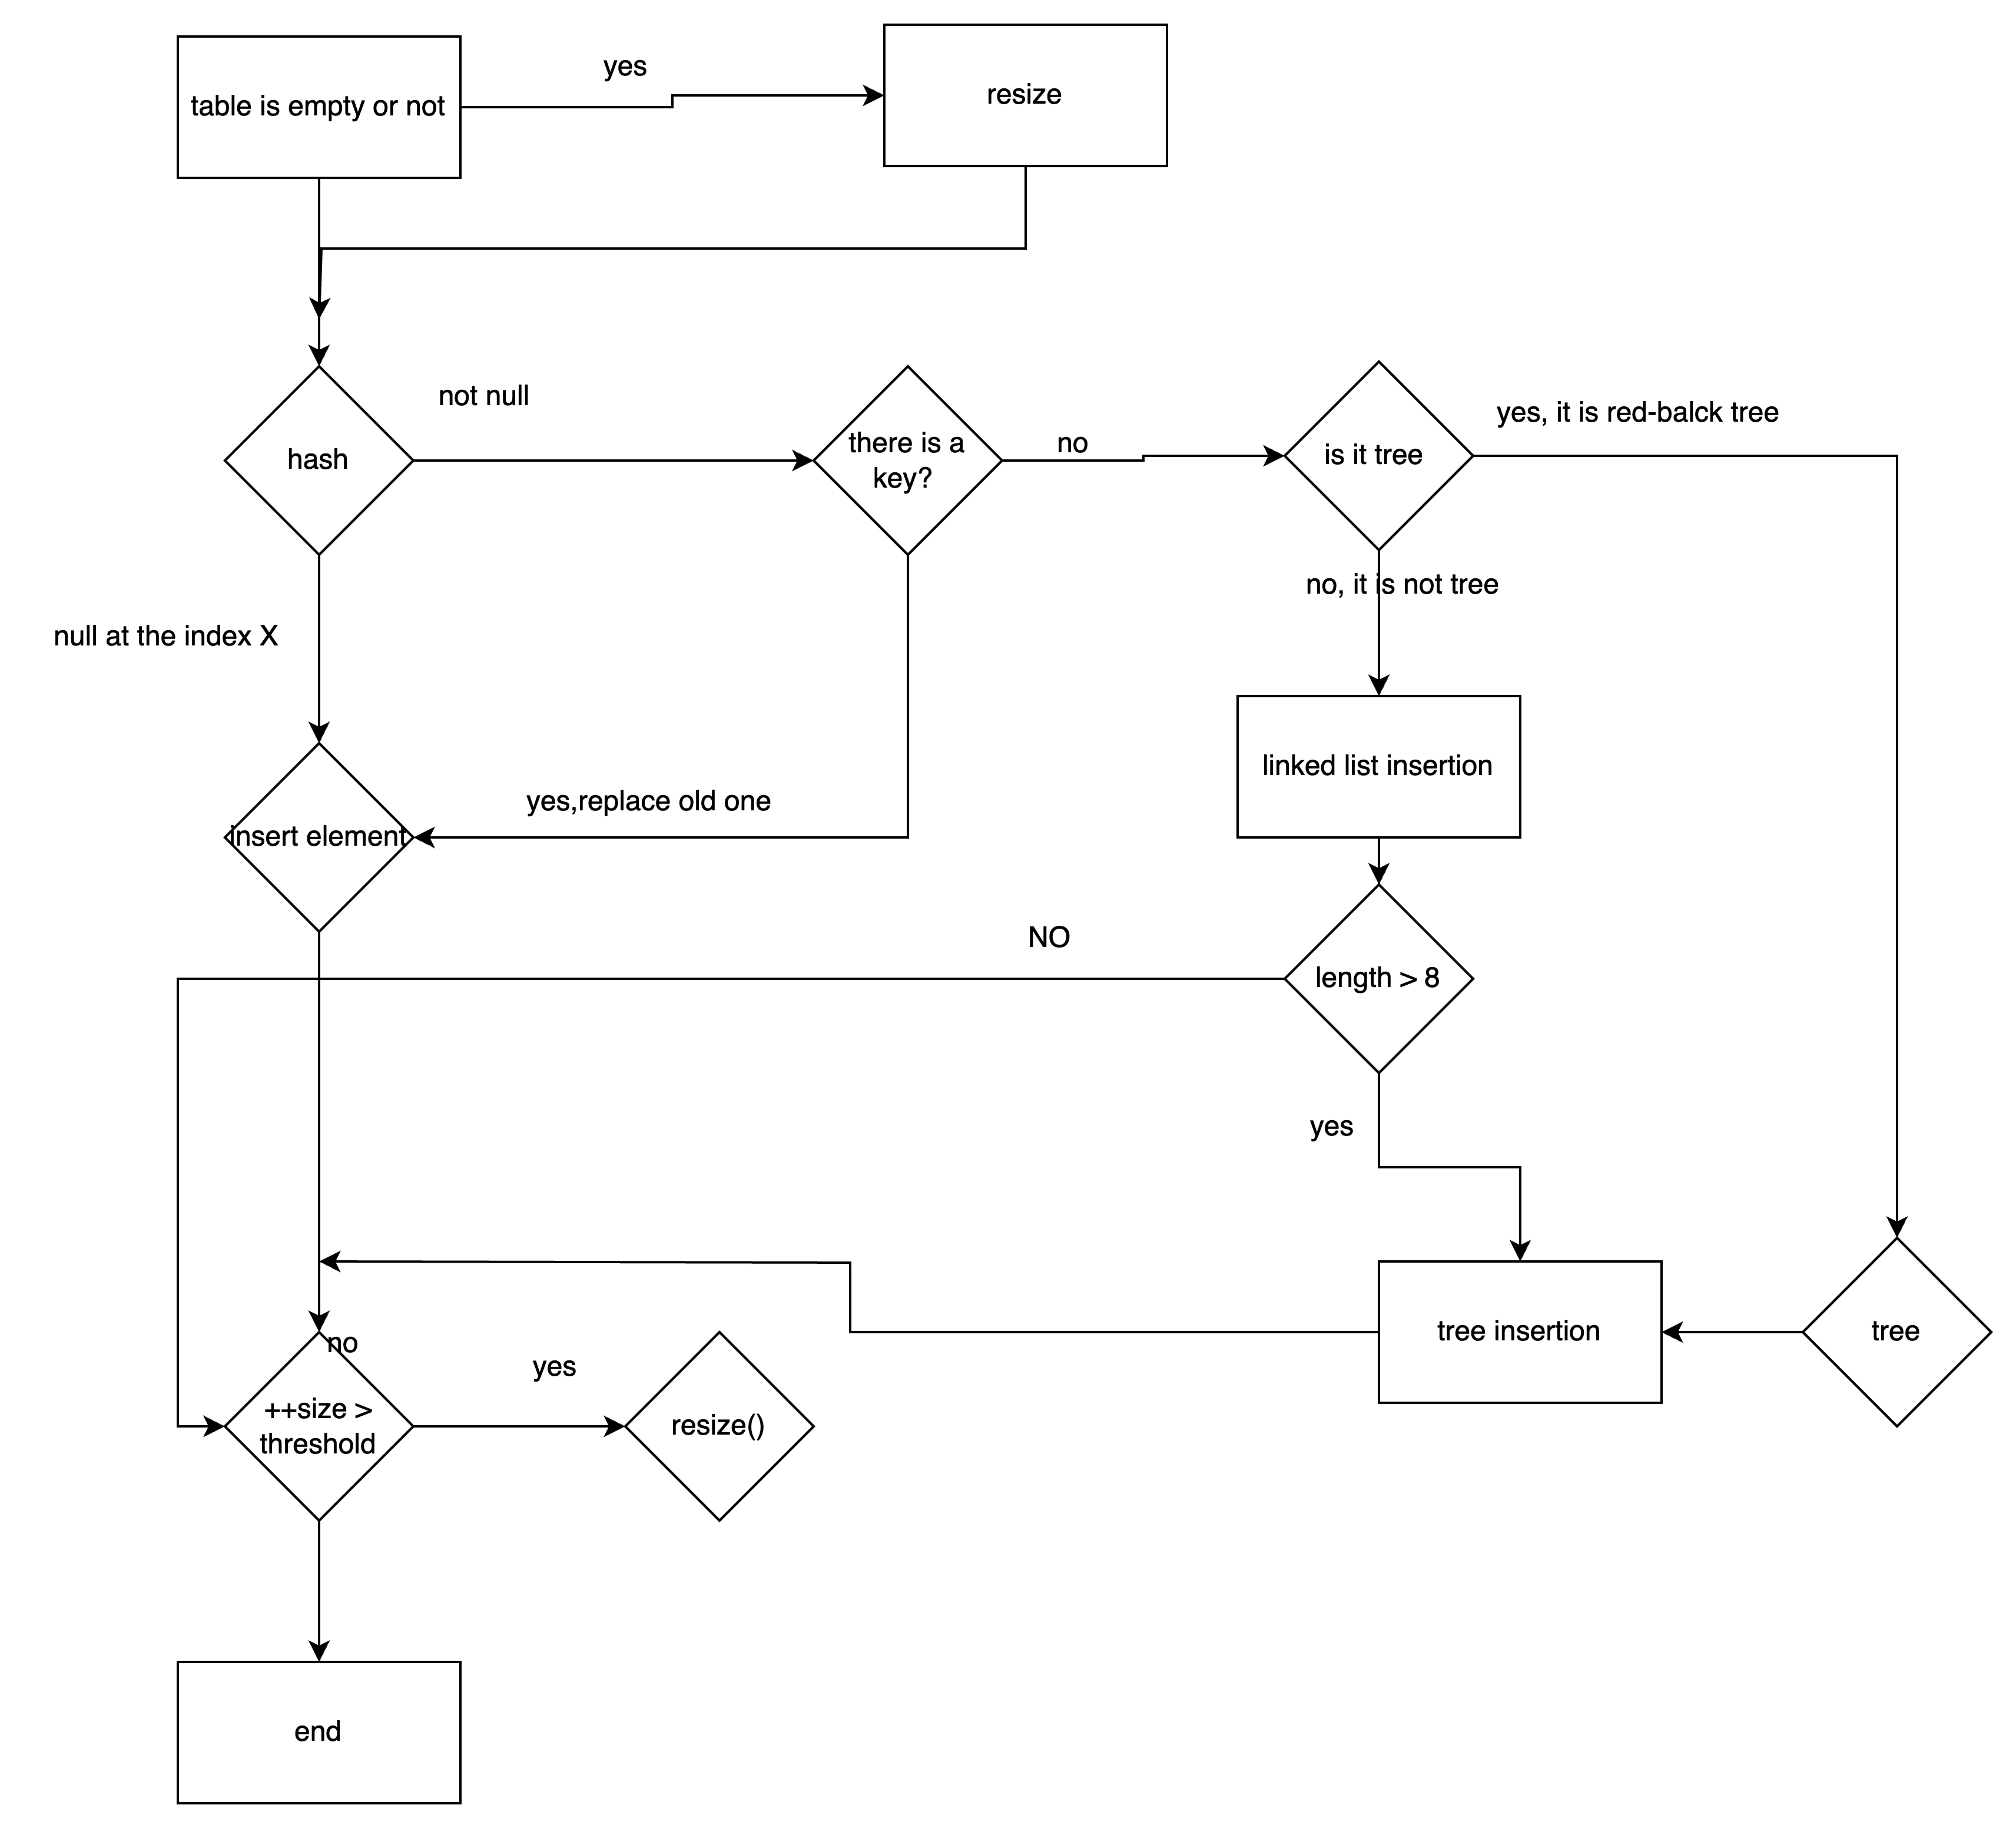 table is empty or not
yes
resize
hash
not null
there is a
key?
no
is it tree
yes, it is red-balck tree
no, it is not tree
null at the index X
linked list insertion
insert element
yes,replace old one
NO
length > 8
yes
tree insertion
tree
no
++size >
threshold
yes
resize()
end